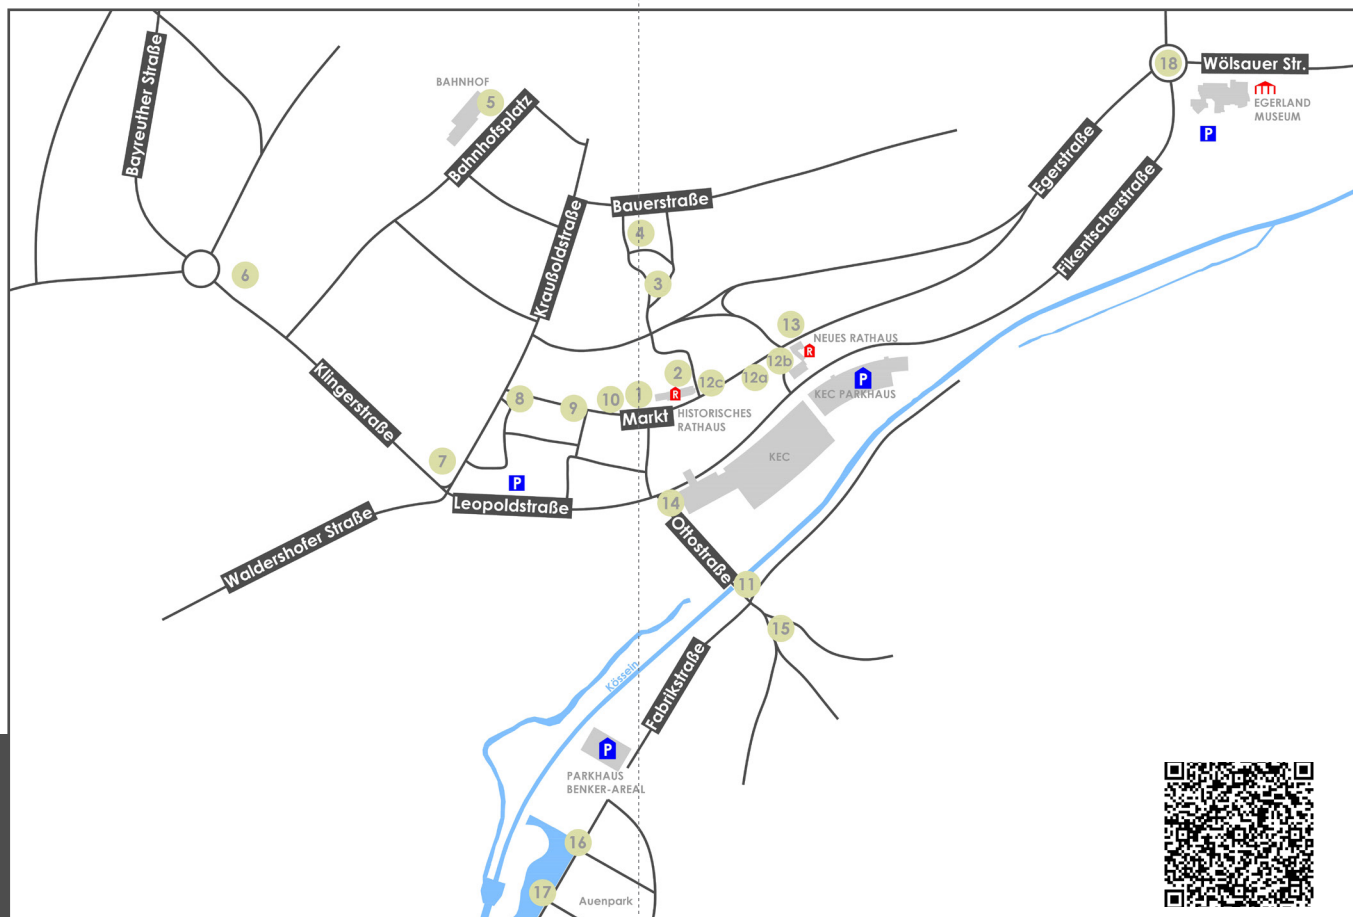 18
Wölsauer Str.
Bayreuther Straße
BAHNHOF
5
Bahnhofsplatz
EGERLAND
MUSEUM
P
Egerstraße
Fikentscherstraße
Bauerstraße
Kraußoldstraße
4
6
3
13
NEUES RATHAUS
R
12b
2
12a
12c
P
KEC PARKHAUS
Klingerstraße
8
9
10
1
R
Markt
HISTORISCHES
RATHAUS
7
KEC
P
Leopoldstraße
14
Waldershofer Straße
Ottostraße
11
15
Kössein
Fabrikstraße
P
PARKHAUS
BENKER-AREAL
16
17
Auenpark